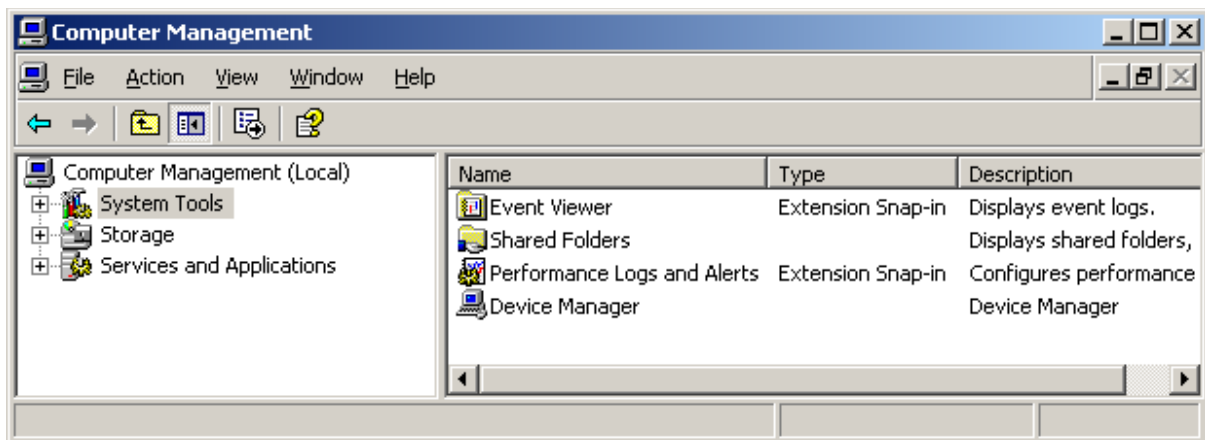 Computer Management
File Action View Window Help
Computer Management (Local)
System Tools
Storage
Services and Applications
Name Type Description
Event Viewer Extension Snap-in Displays event logs.
Shared Folders Displays shared folders,
Performance Logs and Alerts Extension Snap-in Configures performance
Device Manager Device Manager